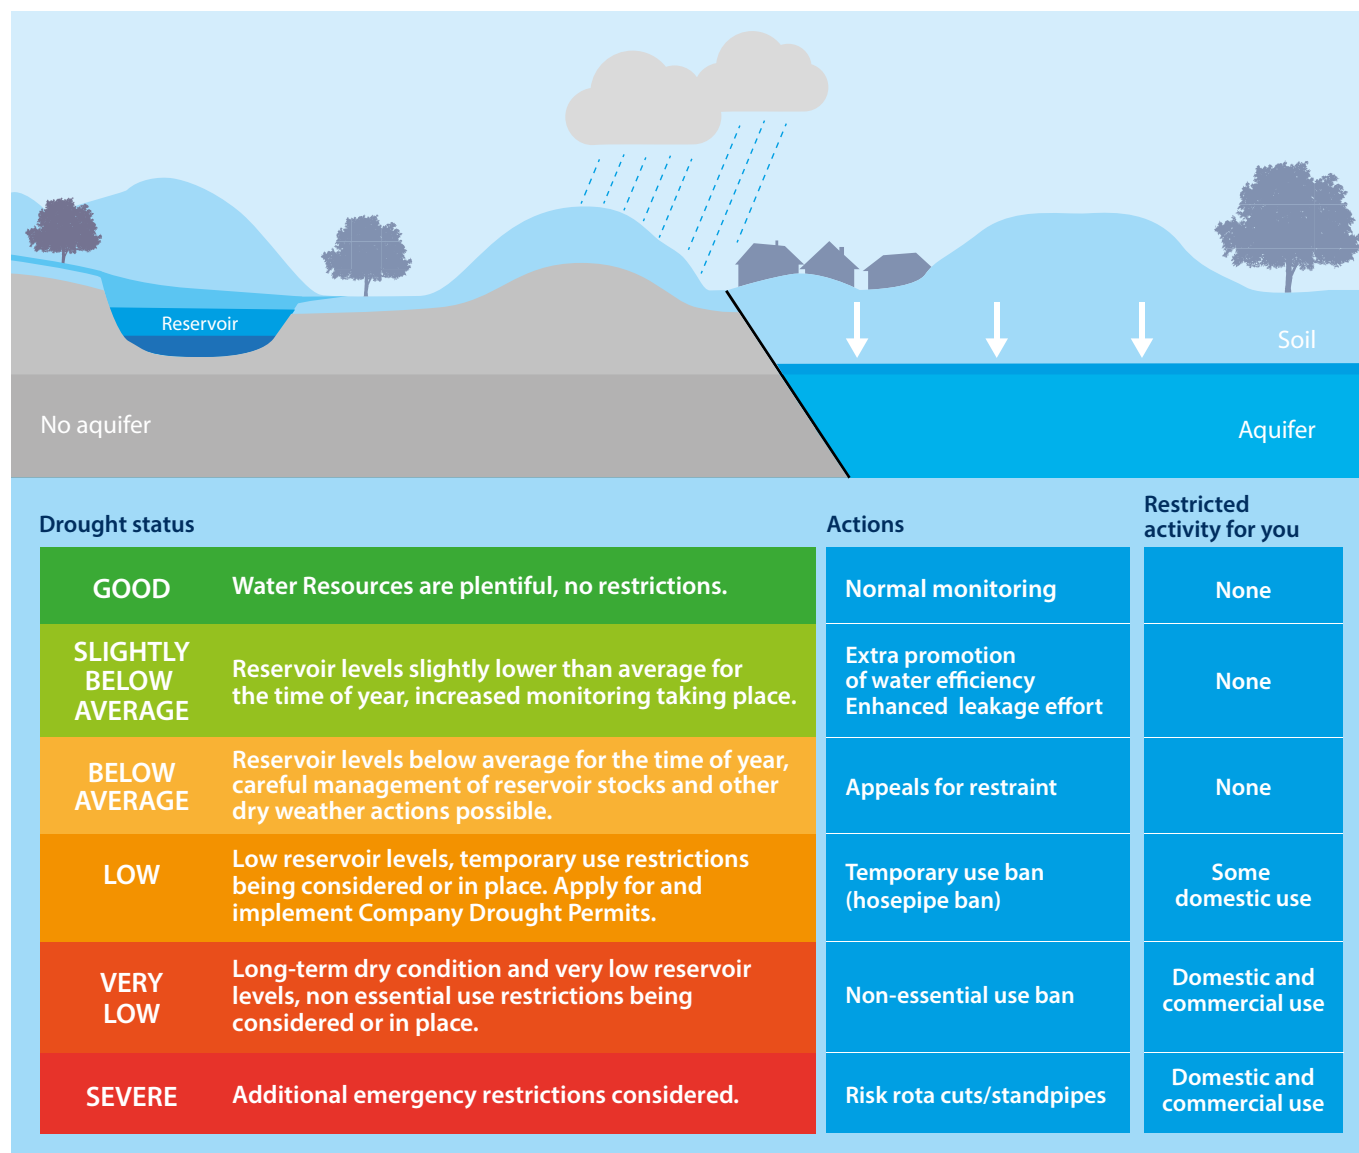 Reservoir
Soil
No aquifer
Aquifer
Drought status
Actions
Restricted
activity for you
GOOD
Water Resources are plentiful, no restrictions.
Normal monitoring
None
SLIGHTLY
BELOW
AVERAGE
Reservoir levels slightly lower than average for
the time of year, increased monitoring taking place.
Extra promotion
of water efficiency
Enhanced leakage effort
None
BELOW
AVERAGE
Reservoir levels below average for the time of year,
careful management of reservoir stocks and other
dry weather actions possible.
Appeals for restraint
None
LOW
Low reservoir levels, temporary use restrictions
being considered or in place. Apply for and
implement Company Drought Permits.
Temporary use ban
(hosepipe ban)
Some
domestic use
VERY
LOW
Long-term dry condition and very low reservoir
levels, non essential use restrictions being
considered or in place.
Non-essential use ban
Domestic and
commercial use
SEVERE
Additional emergency restrictions considered.
Risk rota cuts/standpipes
Domestic and
commercial use